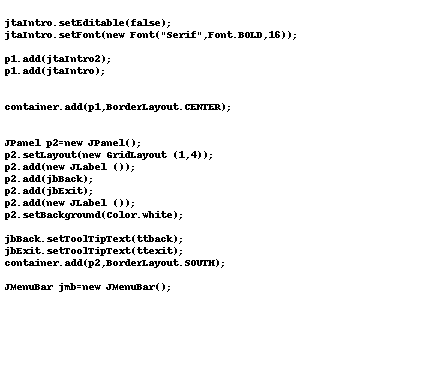 jtaIntro.setEditable(false);
jtaIntro.setFont(new Font("Serif",Font.BOLD,16));
p1.add(jtaIntro2);
p1.add(jtaIntro);
container.add(p1,BorderLayout.CENTER);
JPanel p2=new JPanel();
p2.setLayout(new GridLayout (1,4));
p2.add(new JLabel ());
p2.add(jbBack);
p2.add(jbExit);
p2.add(new JLabel ());
p2.setBackground(Color.white);
jbBack.setToolTipText(ttback);
jbExit.setToolTipText(ttexit);
container.add(p2,BorderLayout.SOUTH);
JMenuBar jmb=new JMenuBar();